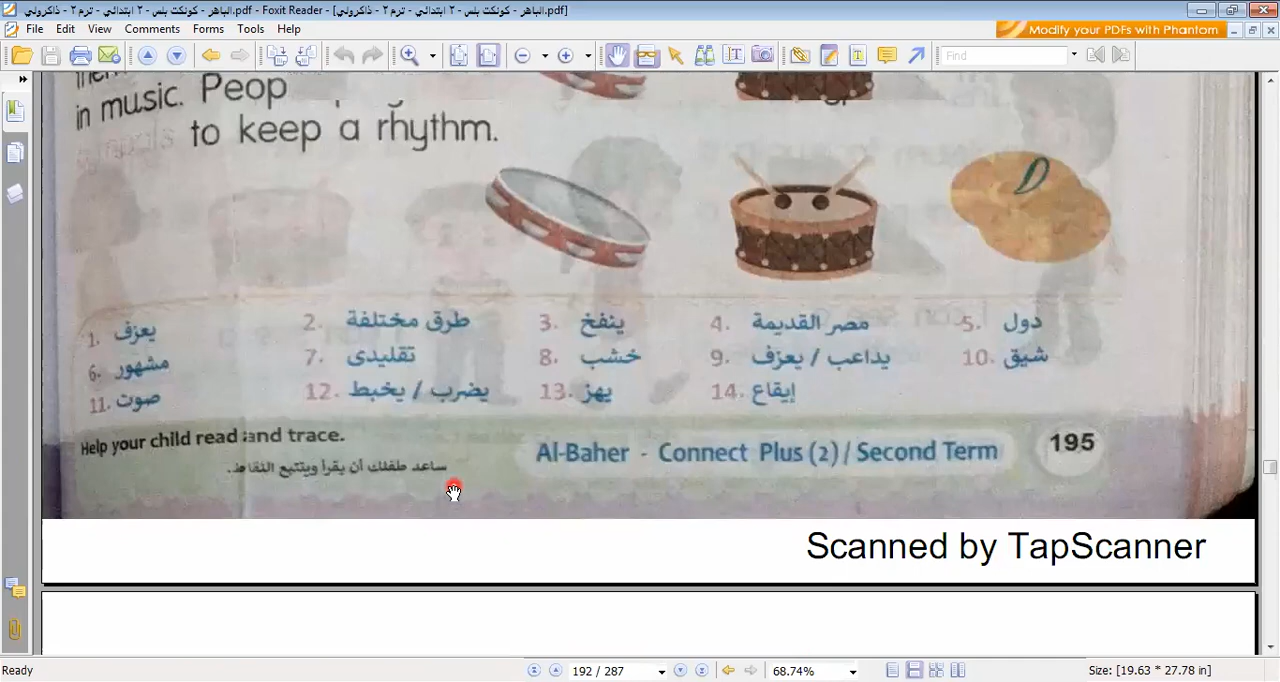 الباهر - كونكت بلس - ٢ ابتدائي - ترم ٢ - ذاكرولي.pdf - Foxit Reader - [الباهر - كونكت بلس - ٢ ابتدائي - ترم ٢ - ذاكرولي.pdf]
File Edit View Comments Forms Tools Help
Modify your PDFs with Phantom
Find
in music. Peop
to keep a rhythm.
1. يعزف 2. طرق مختلفة 3. ينفخ 4. مصر القديمة 5. دول
6. مشهور 7. تقليدى 8. خشب 9. يداعب / يعزف 10. شيق
11. صوت 12. يضرب / يخبط 13. يهز 14. إيقاع
Help your child read and trace.
ساعد طفلك أن يقرأ ويتتبع النقاط.
Al-Baher - Connect Plus (2) / Second Term
195
Scanned by TapScanner
Ready
192 / 287
68.74%
Size: [19.63 * 27.78 in]